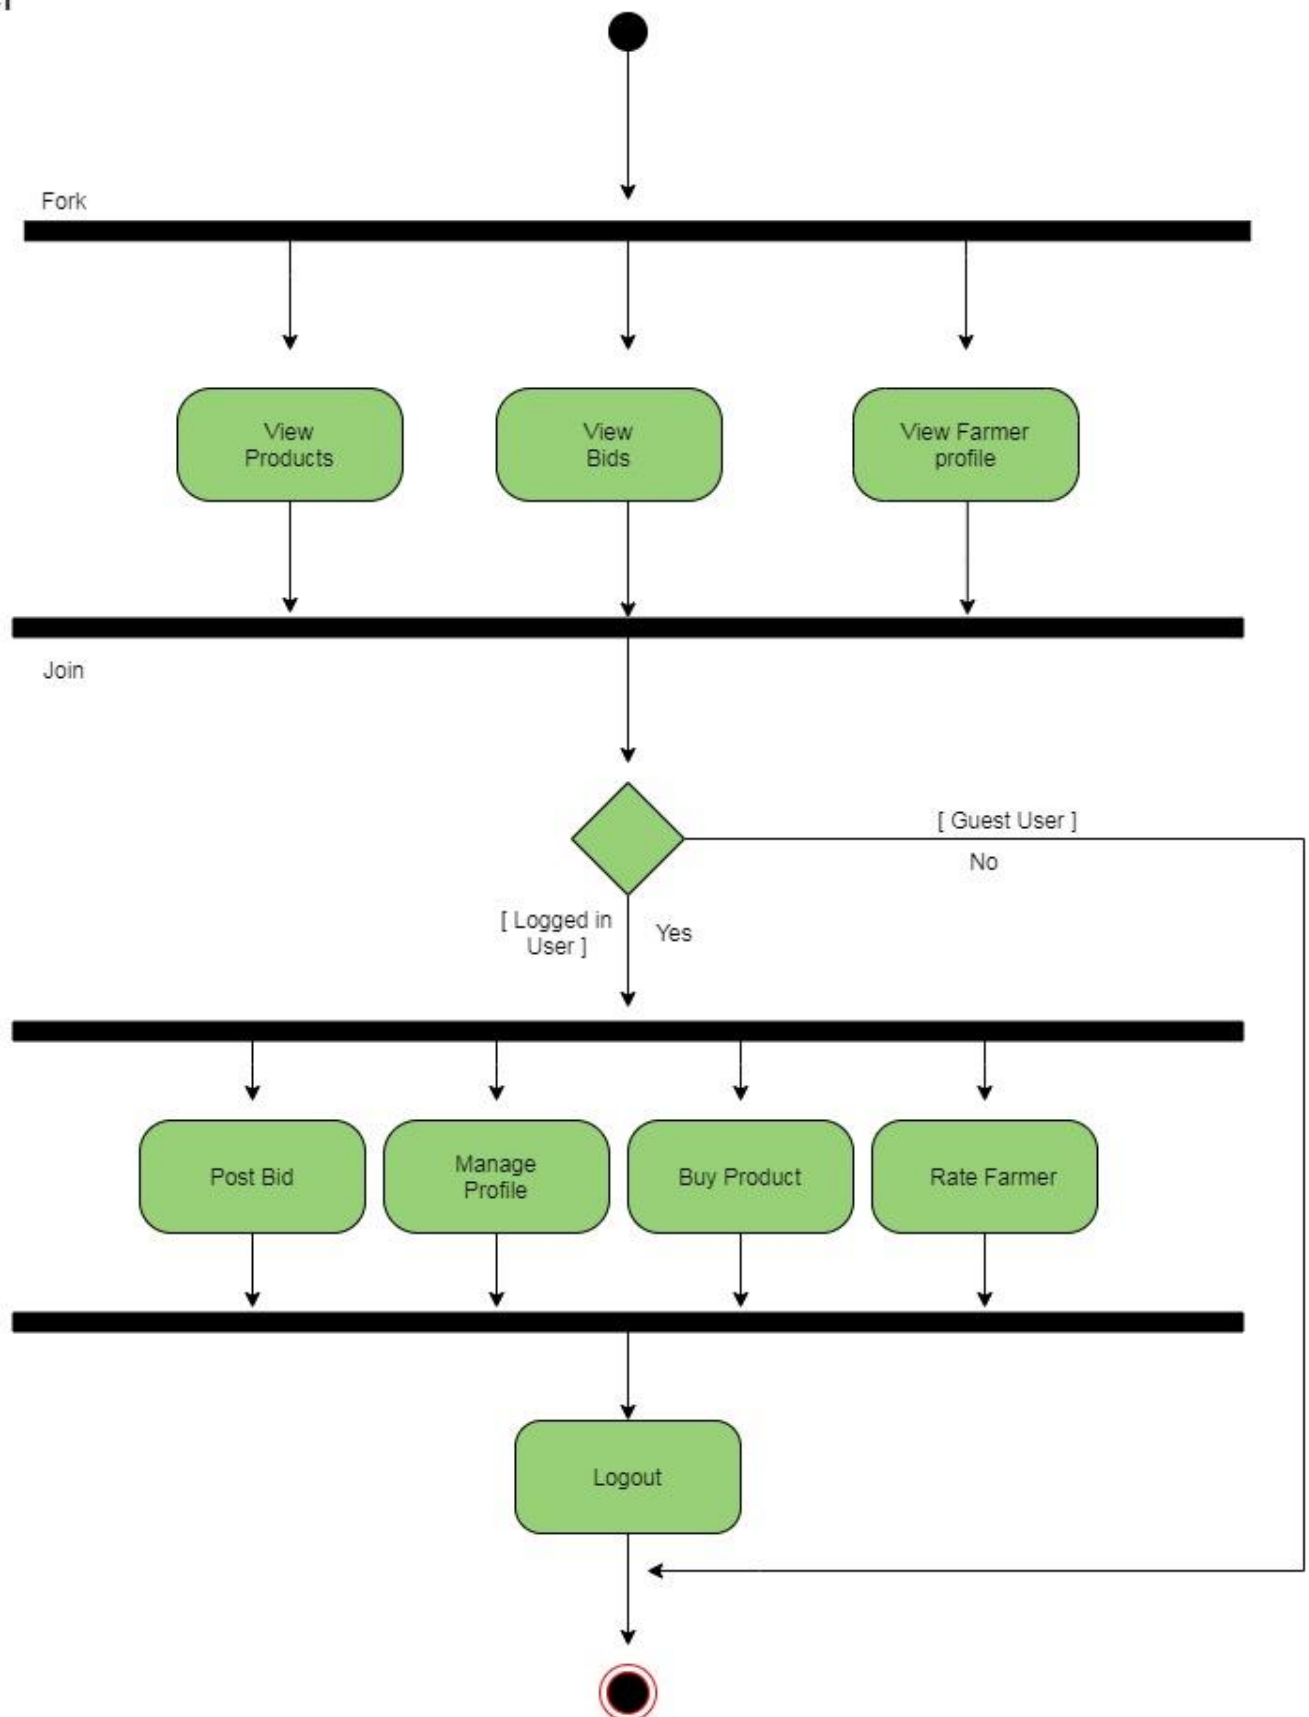 Fork
View
Products
View
Bids
View Farmer
profile
Join
[ Guest User ]
No
[ Logged in
User ]
Yes
Post Bid
Manage
Profile
Buy Product
Rate Farmer
Logout